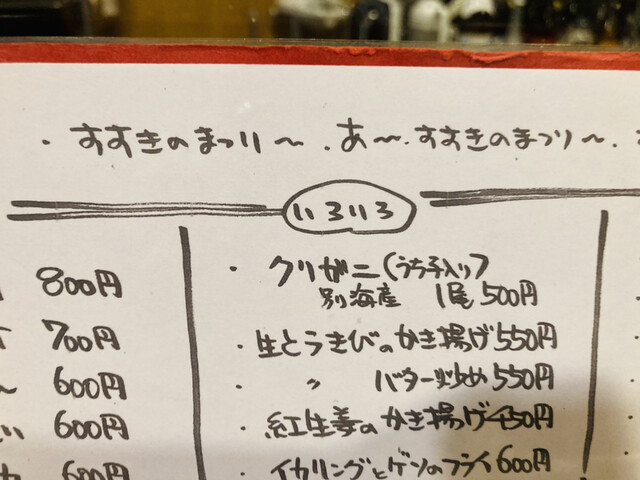 ・すすきのまつり〜・あ〜・すすきのまつり〜・
いろいろ
800円
700円
600円
600円
600円
・クリガニ(うち子入り)
別海産 1尾500円
・生とうきびのかき揚げ550円
・〃 バター炒め550円
・紅生姜のかき揚げ450円
・イカリングとゲソのフライ600円